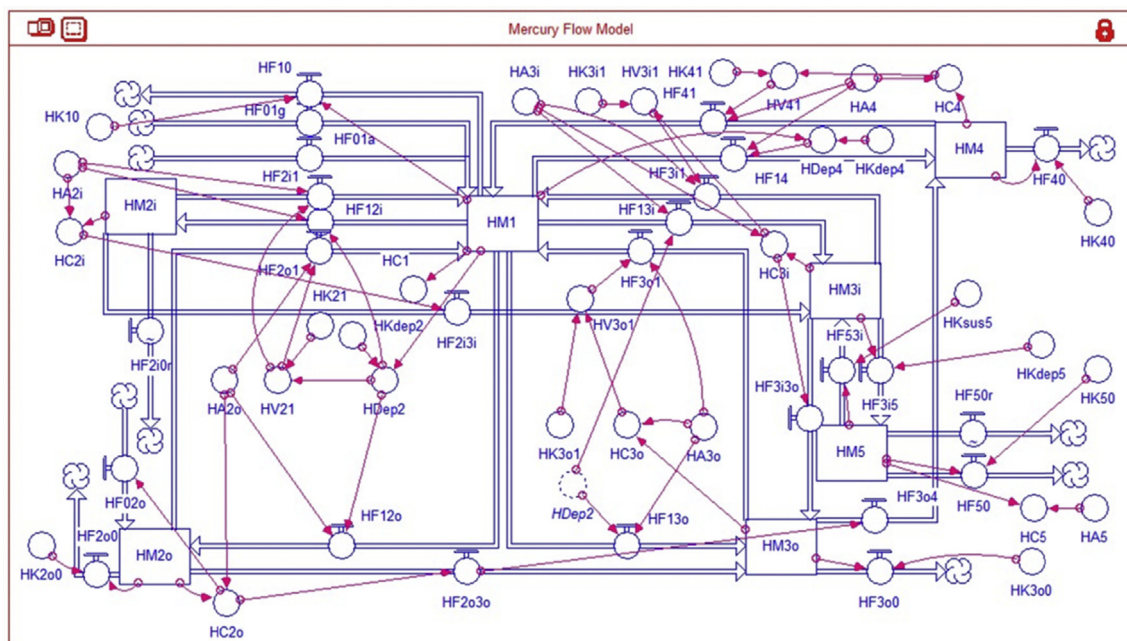 Mercury Flow Model
HF10
HA3i
HK3i1
HV3i1
HK41
HF41
HK10
HF01g
HV41
HA4
HC4
HF01a
HM4
HA2i
HF2i1
HF3i1
HF14
HDep4
HKdep4
HF40
HM2i
HF12i
HM1
HF13i
HK40
HC2i
HF2o1
HC1
HF3o1
HC3i
HM3i
HK21
HKdep2
HF2i3i
HV3o1
HF53i
HKsus5
HF2i0r
HKdep5
HA2o
HV21
HDep2
HF3i3o
HF3i5
HF50r
HK50
HK3o1
HC3o
HA3o
HM5
HF02o
HDep2
HF3o4
HF50
HC5
HA5
HF2o0
HM2o
HF12o
HF13o
HM3o
HK2o0
HF2o3o
HF3o0
HK3o0
HC2o